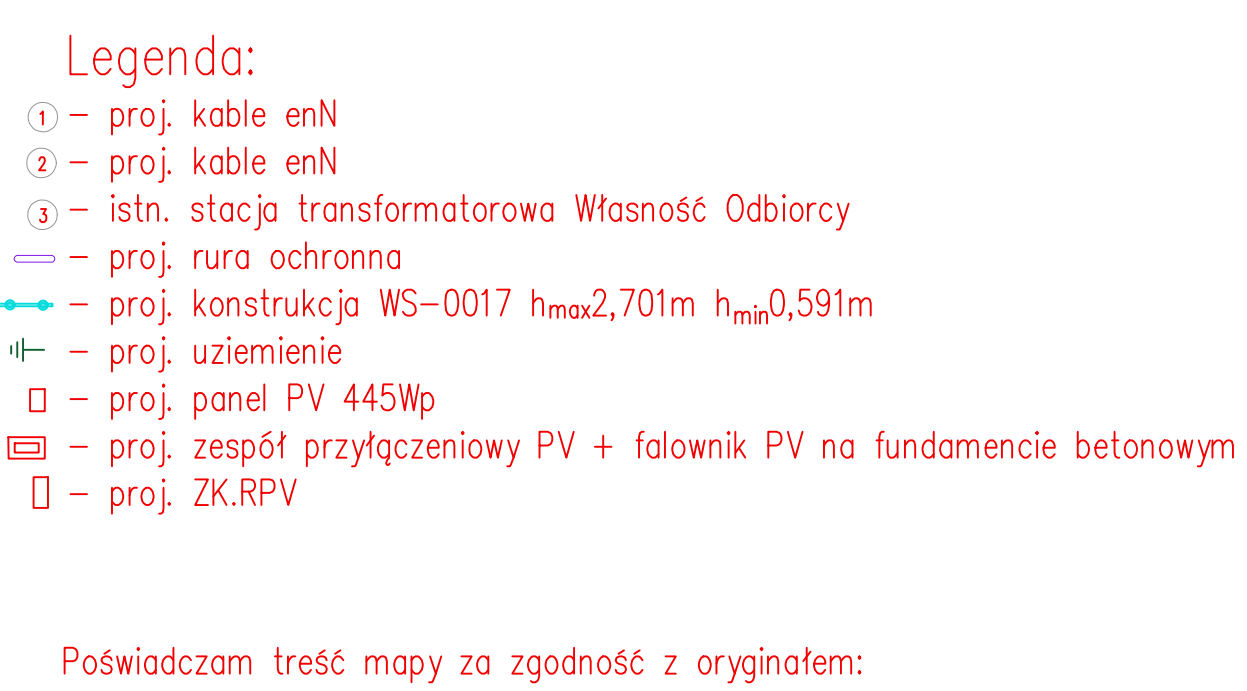 Legenda:
1 – proj. kable enN
2 – proj. kable enN
3 – istn. stacja transformatorowa Własność Odbiorcy
– proj. rura ochronna
– proj. konstrukcja WS–0017 hmax2,701m hmin0,591m
– proj. uziemienie
– proj. panel PV 445Wp
– proj. zespół przyłączeniowy PV + falownik PV na fundamencie betonowym
– proj. ZK.RPV
Poświadczam treść mapy za zgodność z oryginałem: